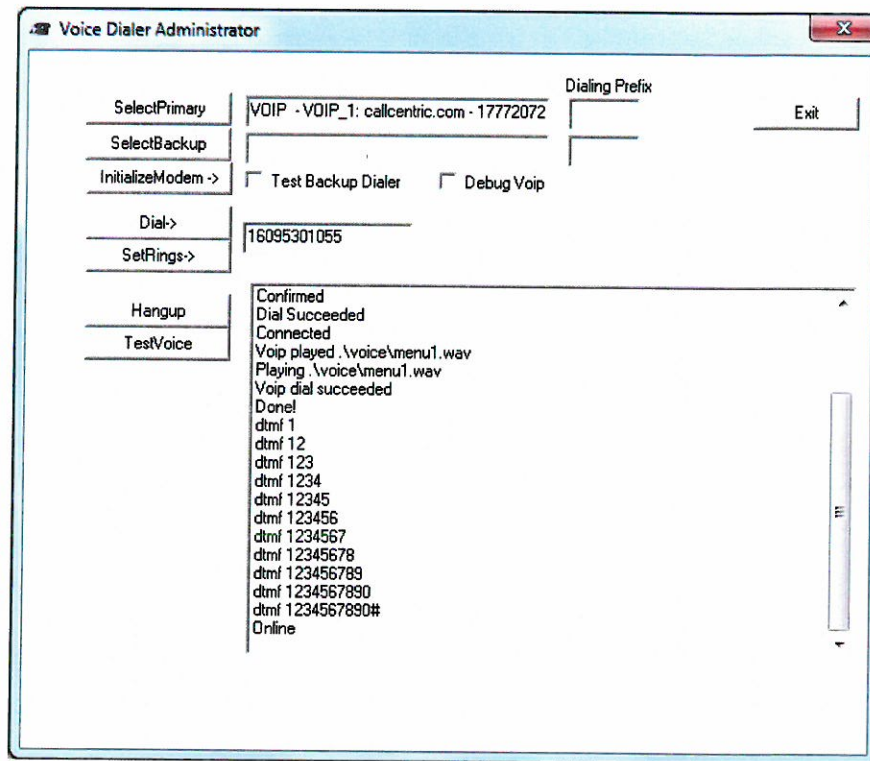 Voice Dialer Administrator
Dialing Prefix
SelectPrimary VOIP - VOIP_1: callcentric.com - 17772072 Exit
SelectBackup
InitializeModem -> Test Backup Dialer Debug Voip
Dial->
16095301055
SetRings->
Hangup
TestVoice
Confirmed
Dial Succeeded
Connected
Voip played .\voice\menu1.wav
Playing .\voice\menu1.wav
Voip dial succeeded
Done!
dtmf 1
dtmf 12
dtmf 123
dtmf 1234
dtmf 12345
dtmf 123456
dtmf 1234567
dtmf 12345678
dtmf 123456789
dtmf 1234567890
dtmf 1234567890#
Online